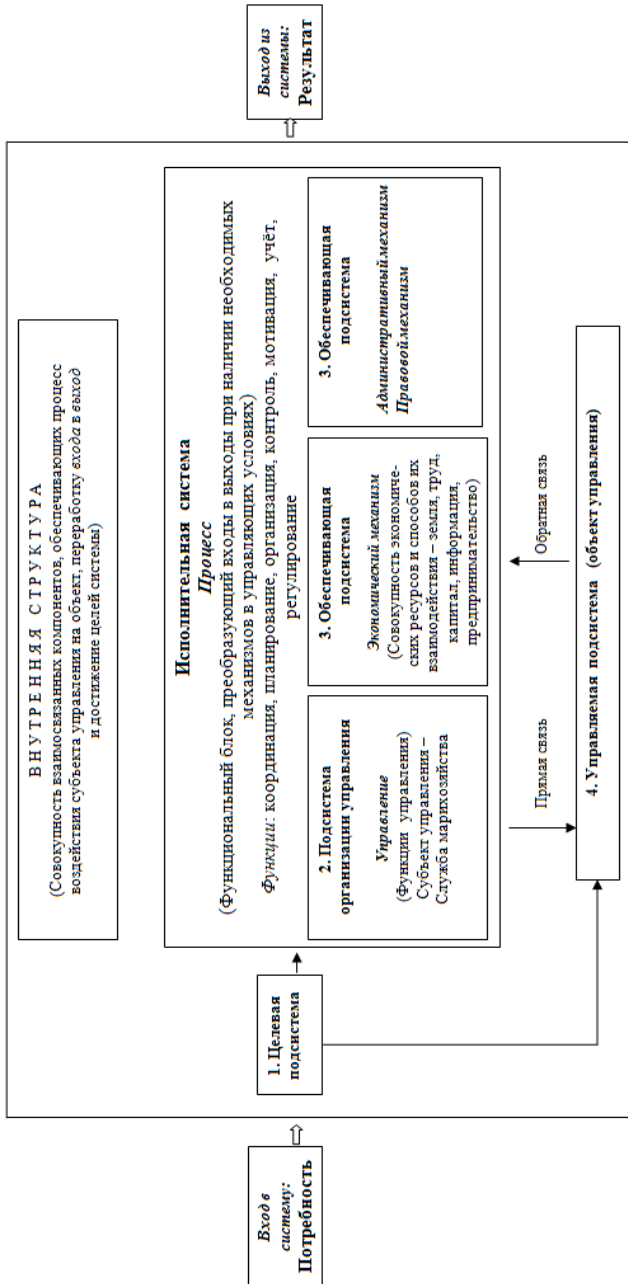 В Н У Т Р Е Н Н Я Я С Т Р У К Т У Р А
(Совокупность взаимосвязанных компонентов, обеспечивающих процесс
воздействия субъекта управления на объект, переработку входа в выход
и достижение целей системы)
Вход в
систему:
Потребность
1. Целевая
подсистема
Исполнительная система
Процесс
(Функциональный блок, преобразующий входы в выходы при наличии необходимых
механизмов в управляющих условиях)
Функции: координация, планирование, организация, контроль, мотивация, учёт,
регулирование
2. Подсистема
организации управления
Управление
(Функции управления)
Субъект управления –
Служба марихозяйства
3. Обеспечивающая
подсистема
Экономический механизм
(Совокупность экономиче-
ских ресурсов и способов их
взаимодействия – земля, труд,
капитал, информация,
предпринимательство)
3. Обеспечивающая
подсистема
Административный механизм
Правовой механизм
Выход из
системы:
Результат
Прямая связь
Обратная связь
4. Управляемая подсистема (объект управления)